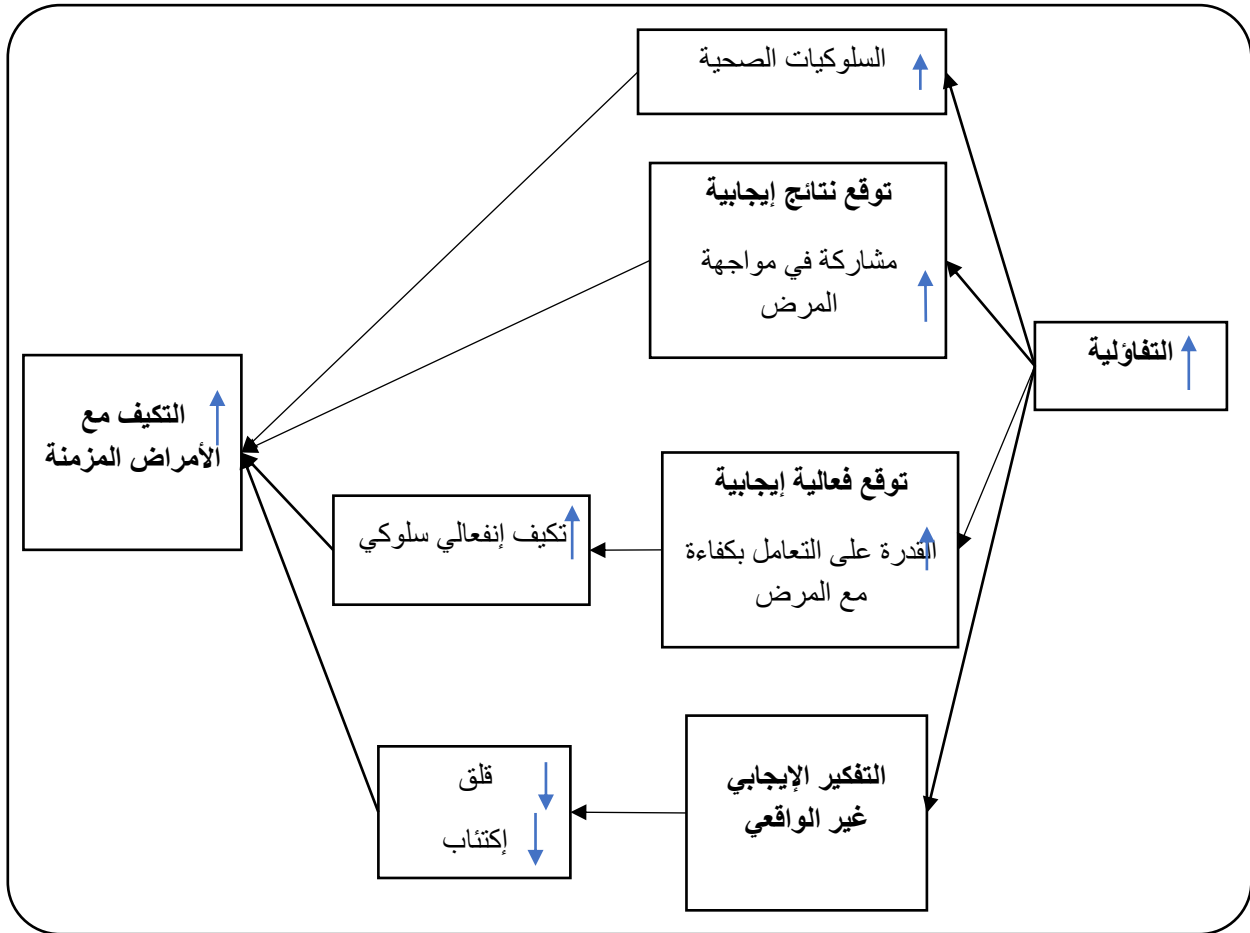 السلوكيات الصحية
توقع نتائج إيجابية
مشاركة في مواجهة
المرض
التفاؤلية
التكيف مع
الأمراض المزمنة
توقع فعالية إيجابية
القدرة على التعامل بكفاءة
مع المرض
تكيف إنفعالي سلوكي
التفكير الإيجابي
غير الواقعي
قلق
إكتئاب